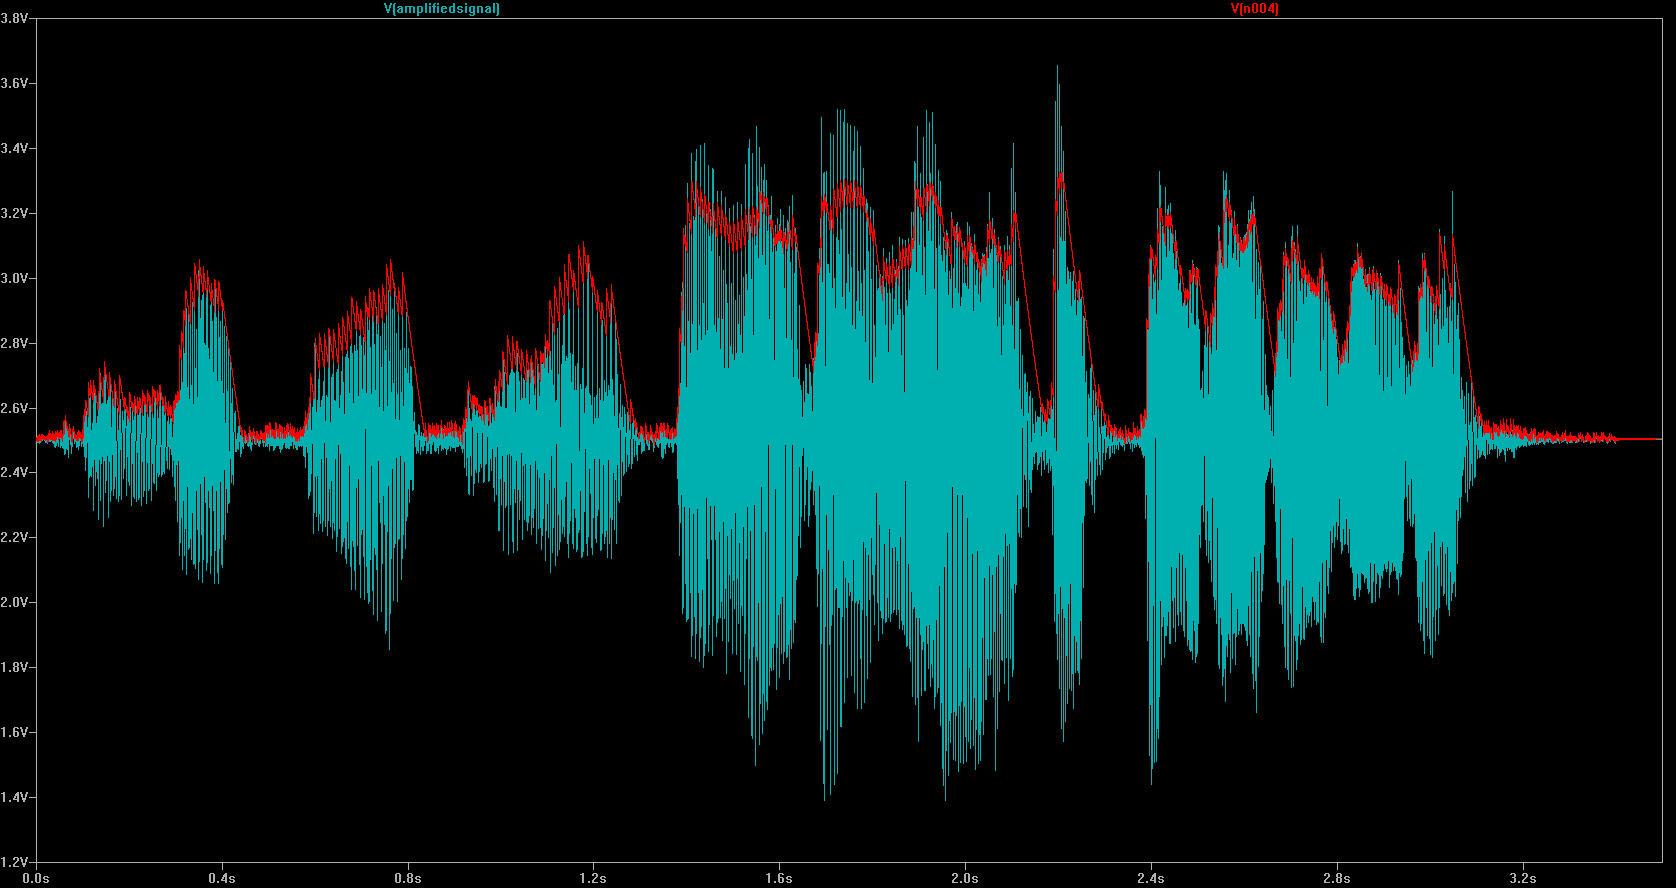 V(amplifiedsignal) V(n004)
3.8V
3.6V
3.4V
3.2V
3.0V
2.8V
2.6V
2.4V
2.2V
2.0V
1.8V
1.6V
1.4V
1.2V
0.0s 0.4s 0.8s 1.2s 1.6s 2.0s 2.4s 2.8s 3.2s